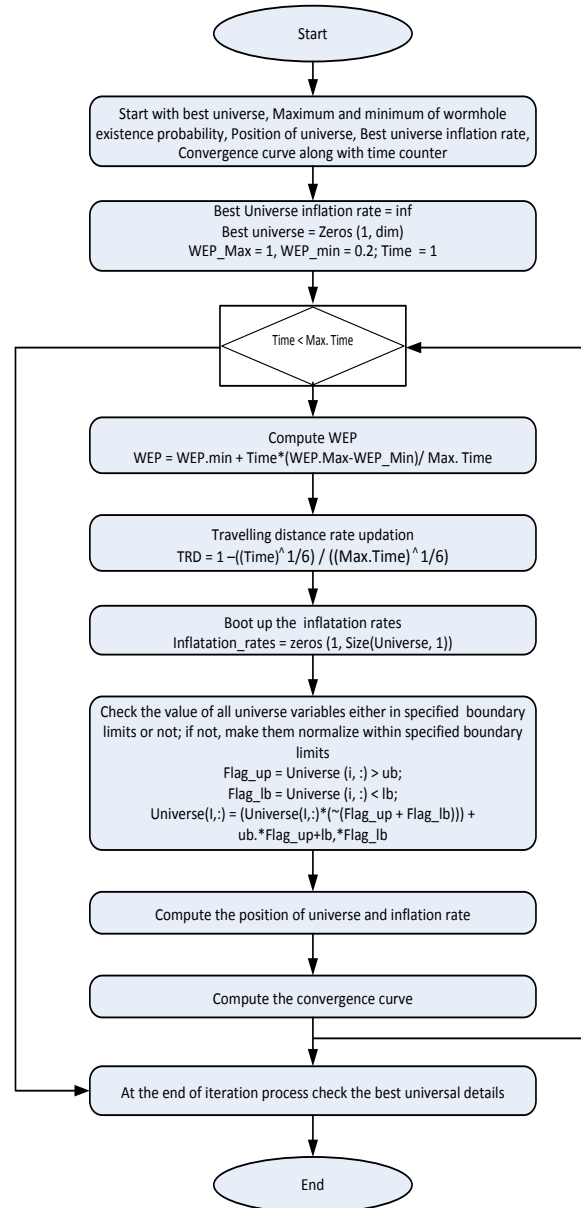 Start
Start with best universe, Maximum and minimum of wormhole
existence probability, Position of universe, Best universe inflation rate,
Convergence curve along with time counter
Best Universe inflation rate = inf
Best universe = Zeros (1, dim)
WEP_Max = 1, WEP_min = 0.2; Time = 1
Time < Max. Time
Compute WEP
WEP = WEP.min + Time*(WEP.Max-WEP_Min)/ Max. Time
Travelling distance rate updation
TRD = 1 –((Time)^ 1/6) / ((Max.Time)^ 1/6)
Boot up the inflatation rates
Inflatation_rates = zeros (1, Size(Universe, 1))
Check the value of all universe variables either in specified boundary
limits or not; if not, make them normalize within specified boundary
limits
Flag_up = Universe (i, :) > ub;
Flag_lb = Universe (i, :) < lb;
Universe(I,:) = (Universe(I,:)*(~(Flag_up + Flag_lb))) +
ub.*Flag_up+lb,*Flag_lb
Compute the position of universe and inflation rate
Compute the convergence curve
At the end of iteration process check the best universal details
End